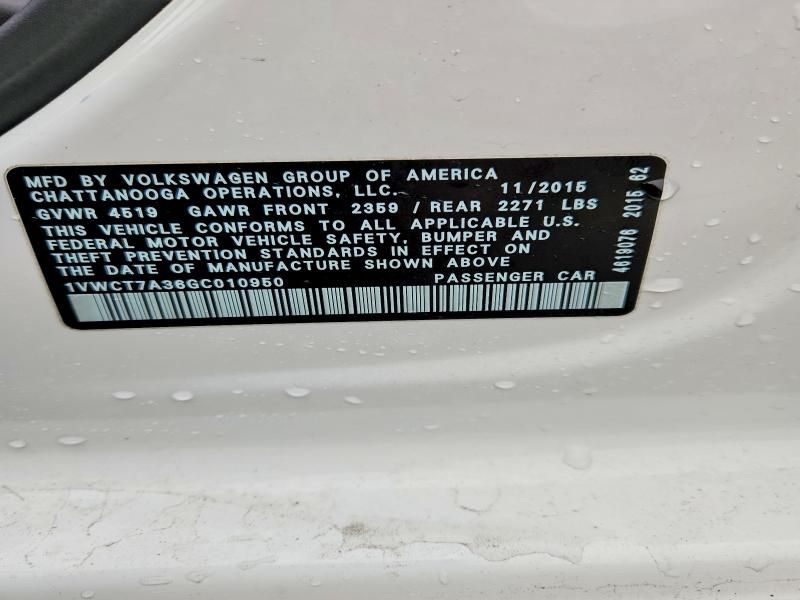 MFD BY VOLKSWAGEN GROUP OF AMERICA
CHATTANOOGA OPERATIONS, LLC. 11/2015
GVWR 4519 GAWR FRONT 2359 / REAR 2271 LBS
THIS VEHICLE CONFORMS TO ALL APPLICABLE U.S.
FEDERAL MOTOR VEHICLE SAFETY, BUMPER AND
THEFT PREVENTION STANDARDS IN EFFECT ON
THE DATE OF MANUFACTURE SHOWN ABOVE
1VWCT7A36GC010950 PASSENGER CAR
4619076 2015 62